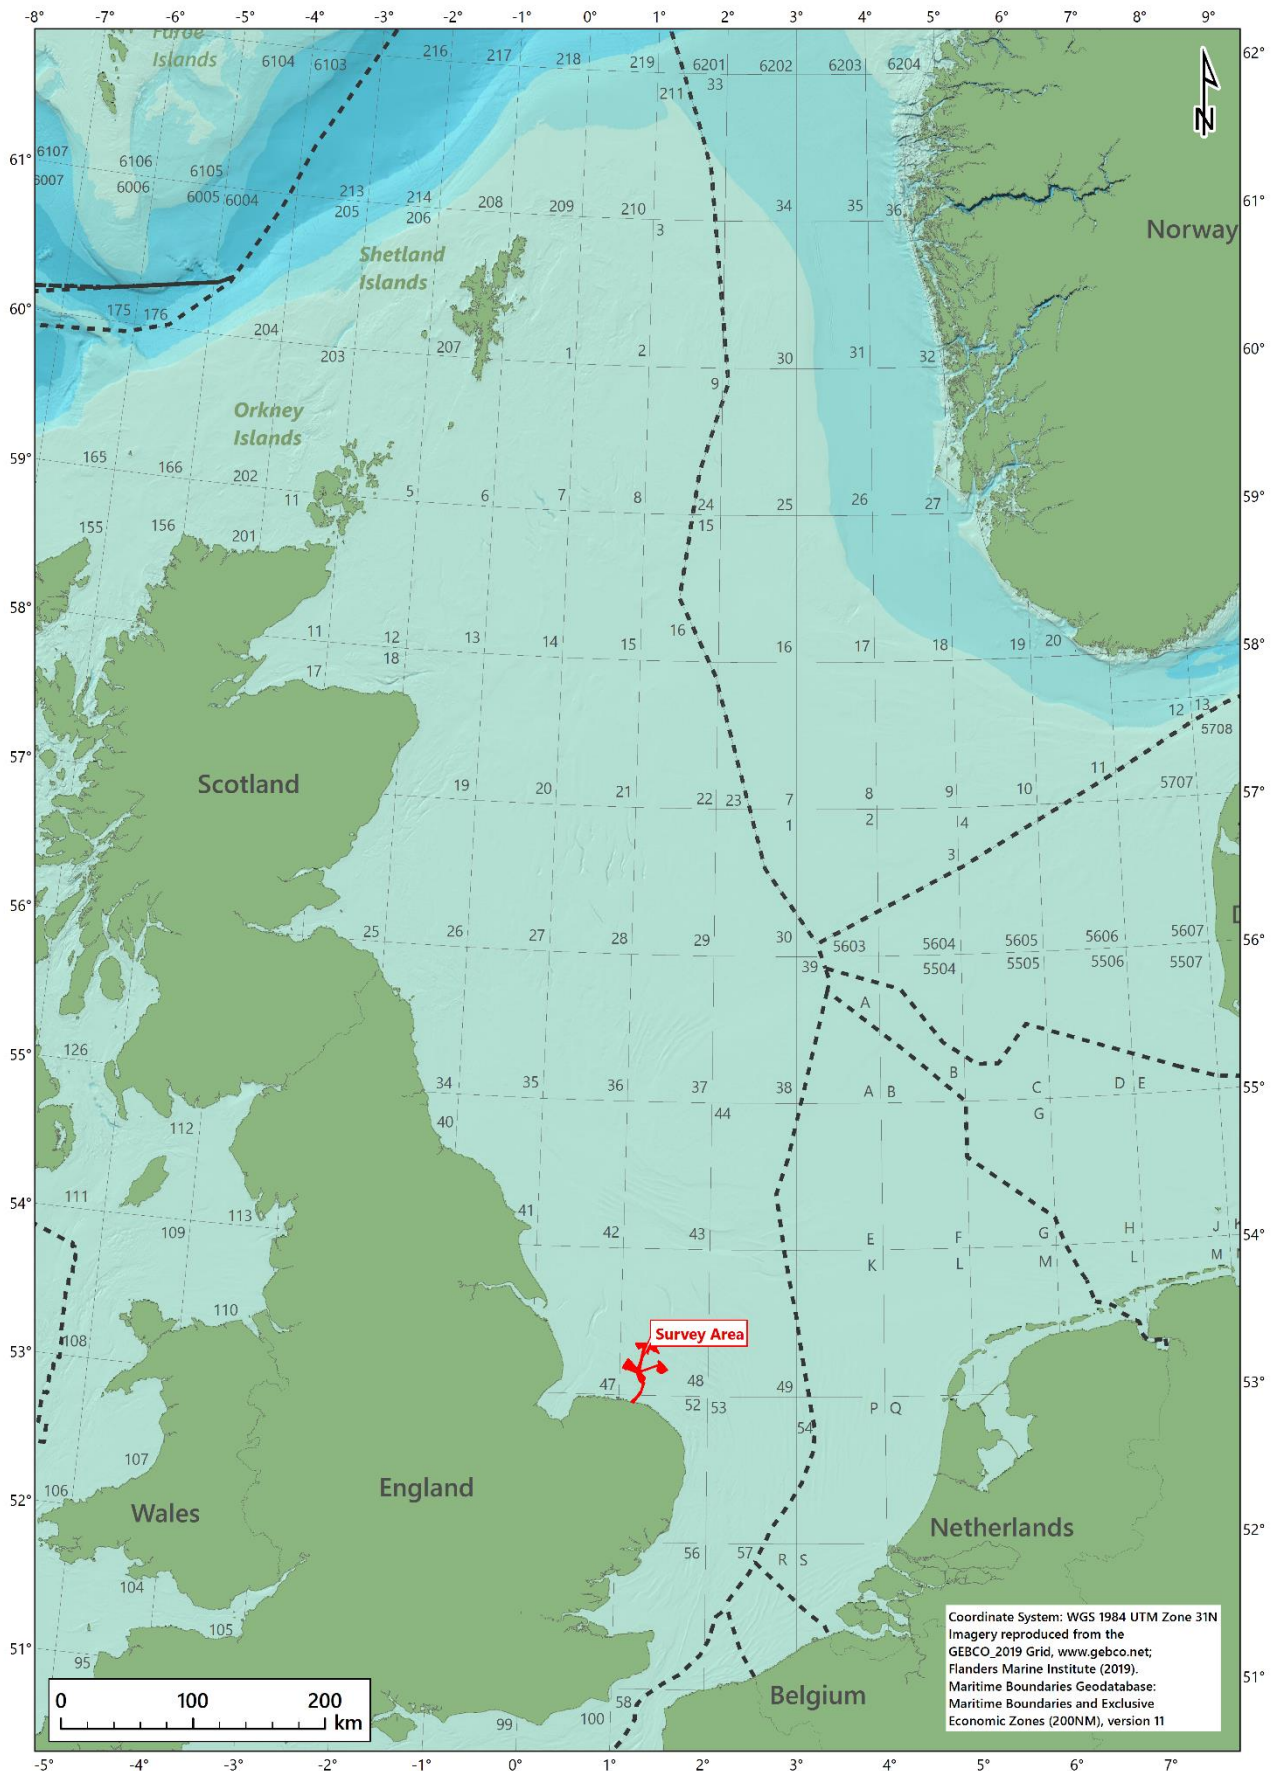 -8° -7° -6° -5° -4° -3° -2° -1° 0° 1° 2° 3° 4° 5° 6° 7° 8° 9°
Faroe
Islands
6104 6103 216 217 218 219 6201 6202 6203 6204 62°
33
211
N
61° 6107 6106 6105
6007 6006 6005 6004 213 214 208 209 210 34 35 36 61°
205 206
3
Norway
Shetland
Islands
60° 175 176 204 203 207 1 2 30 31 32 60°
9
Orkney
Islands
59° 165 166 202 11 5 6 7 8 24 25 26 27 59°
15
155 156 201
58° 11 12 13 14 15 16 16 17 18 19 20 58°
17 18
12 13
5708
57° Scotland 19 20 21 22 23 7 8 9 10 11 5707 57°
1 2 4
3
56° 25 26 27 28 29 30 5603 5604 5605 5606 5607 56°
D
39 5504 5505 5506 5507
A
55° 126 34 35 36 37 38 A B B C D E 55°
44 G
112 40
54° 111 109 113 41 42 43 E F G H J K 54°
K L M L M
110
53° 108 Survey Area 53°
47 48 49
52 53 P Q
54
107
52° 106 Wales England Netherlands 52°
56 57 R S
104
105
51° 95 51°
Coordinate System: WGS 1984 UTM Zone 31N
Imagery reproduced from the
GEBCO_2019 Grid, www.gebco.net;
Flanders Marine Institute (2019).
Maritime Boundaries Geodatabase:
Maritime Boundaries and Exclusive
Economic Zones (200NM), version 11
Belgium
58
99 100
0 100 200
km
-5° -4° -3° -2° -1° 0° 1° 2° 3° 4° 5° 6° 7°